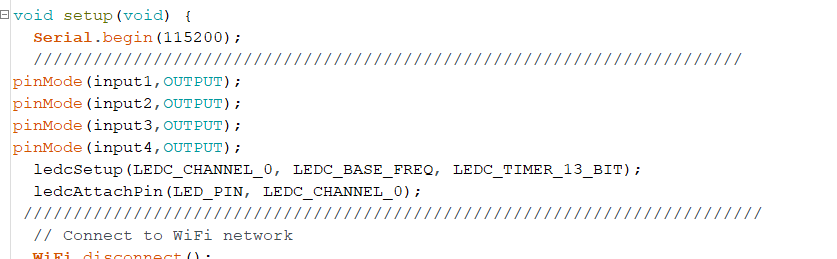 void setup(void) {
  Serial.begin(115200);
  ///////////////////////////////////////////////////////////////////////
pinMode(input1,OUTPUT);
pinMode(input2,OUTPUT);
pinMode(input3,OUTPUT);
pinMode(input4,OUTPUT);
  ledcSetup(LEDC_CHANNEL_0, LEDC_BASE_FREQ, LEDC_TIMER_13_BIT);
  ledcAttachPin(LED_PIN, LEDC_CHANNEL_0);
 //////////////////////////////////////////////////////////////////////////
  // Connect to WiFi network
  WiFi.disconnect();